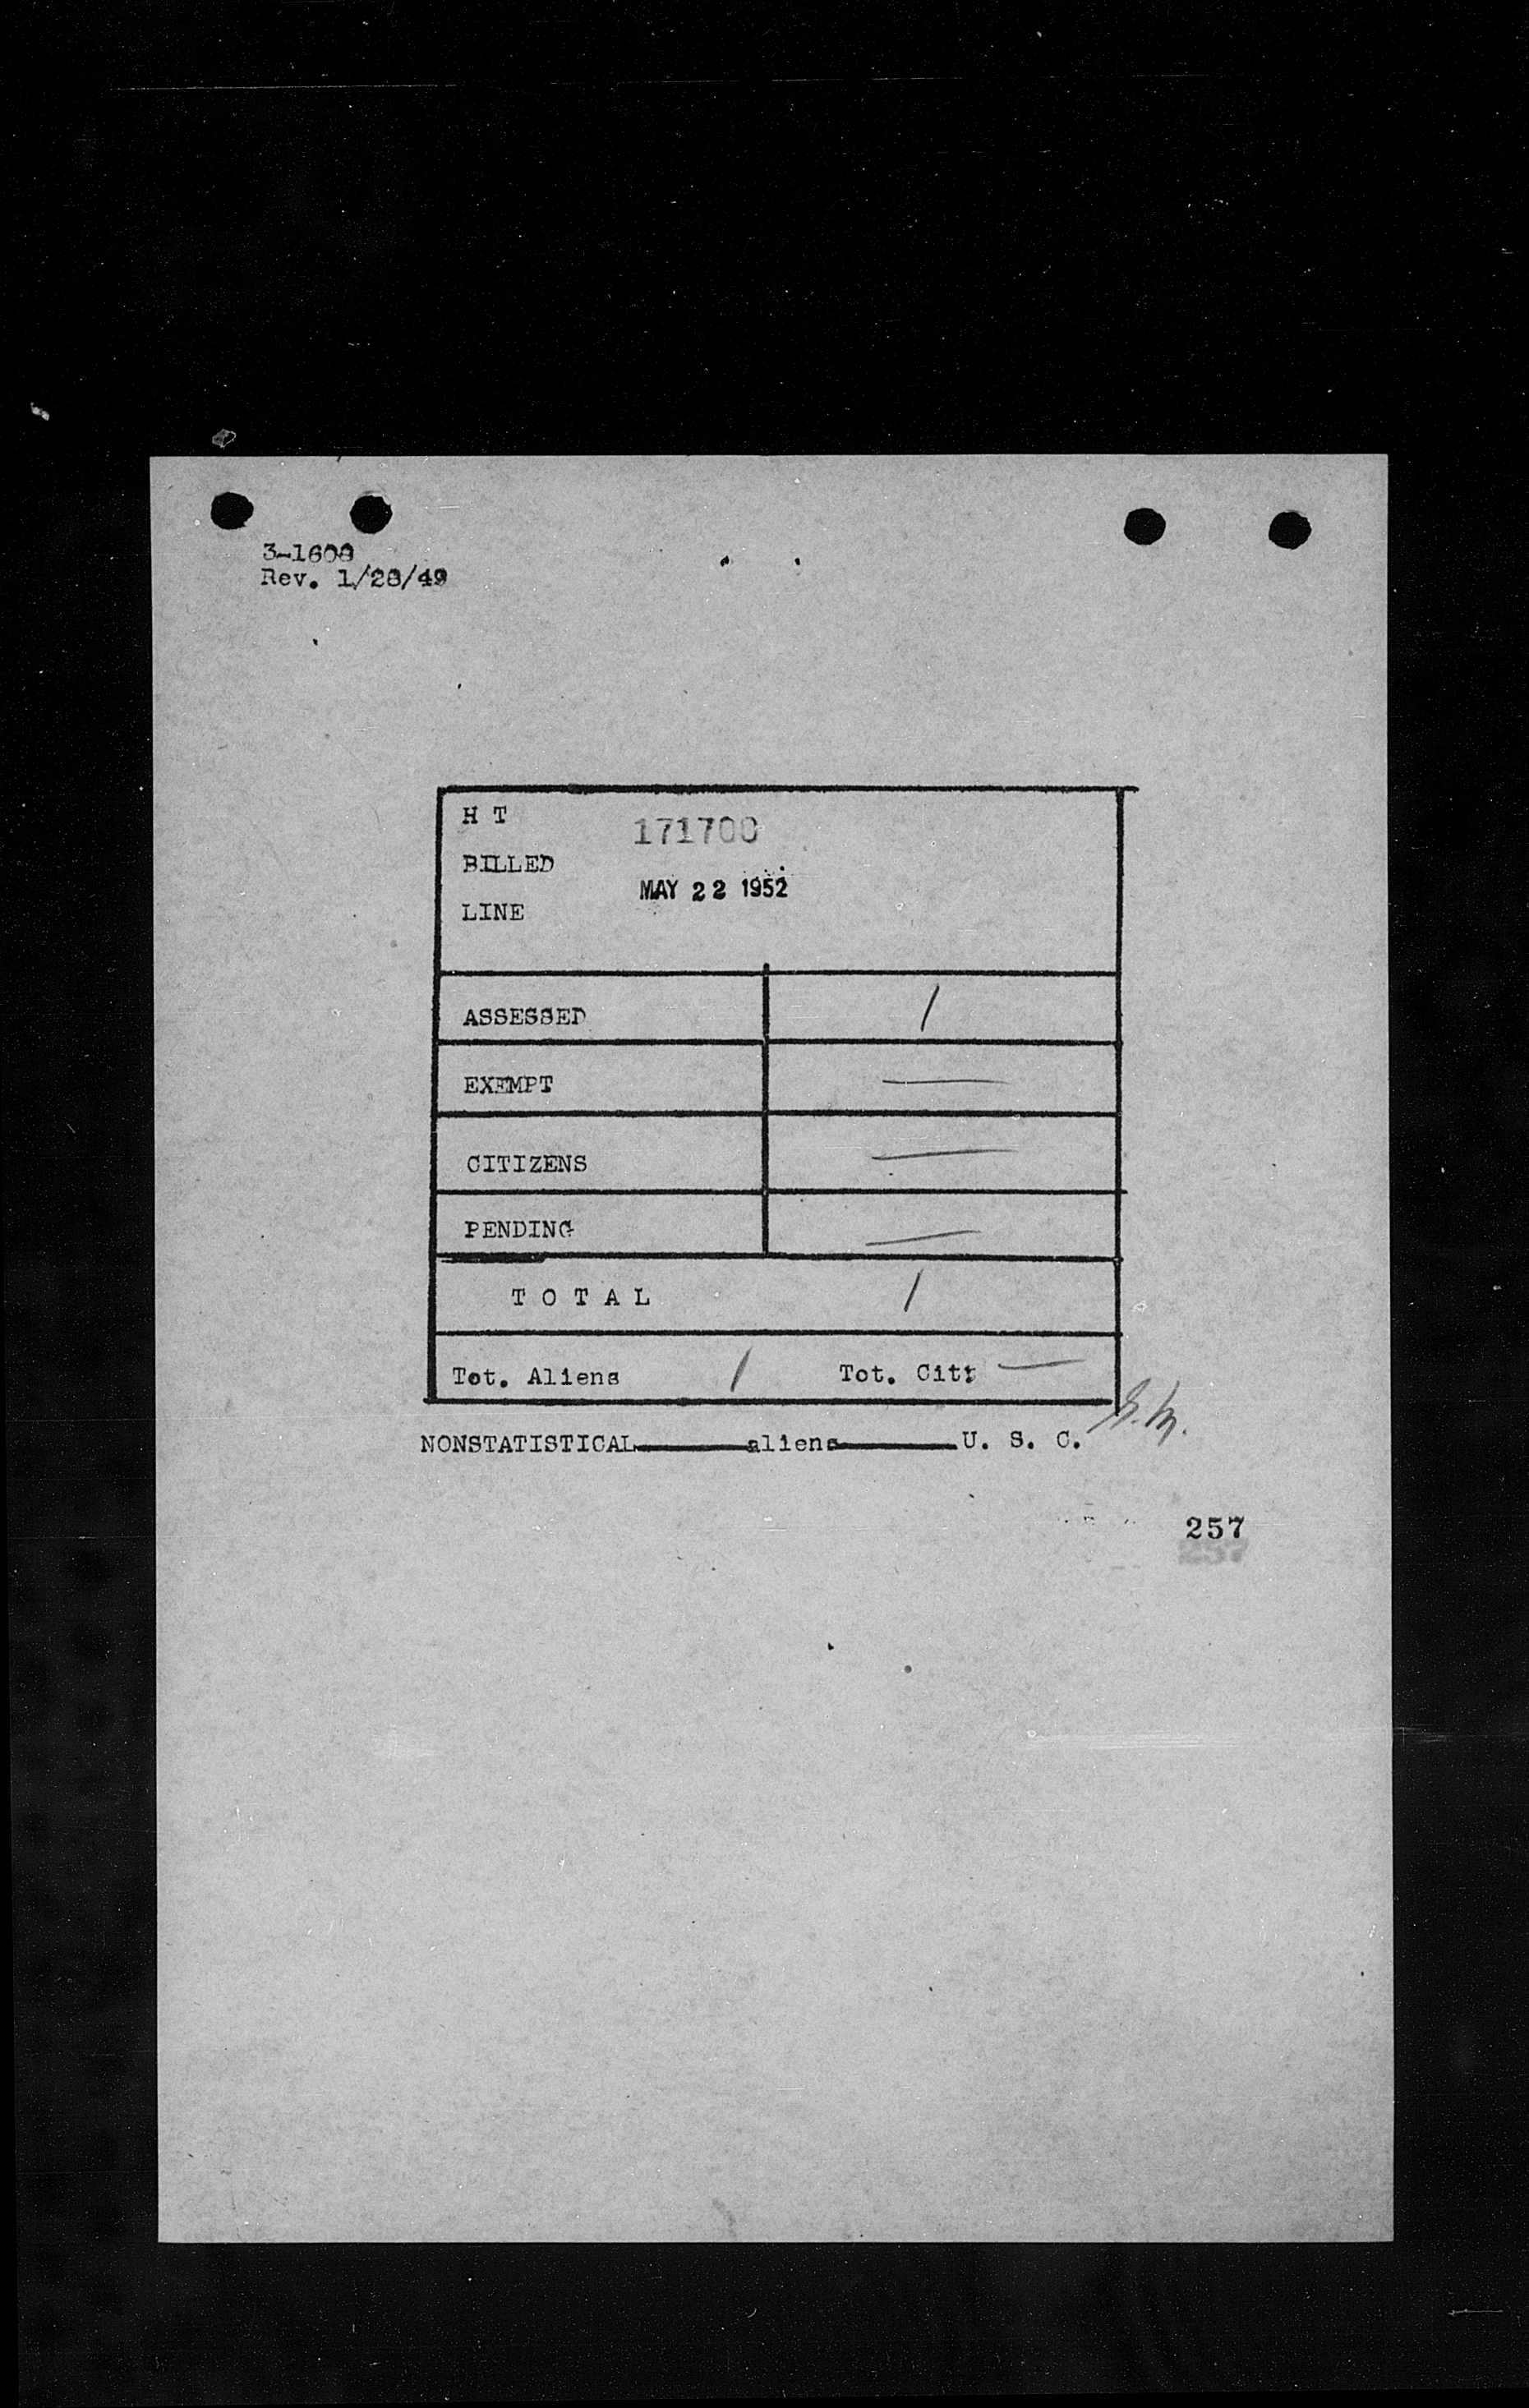 3-1608
Rev. 1/28/49
H T 171700
BILLED
MAY 22 1952
LINE
ASSESSED /
EXEMPT —
CITIZENS —
PENDING —
T O T A L /
Tot. Aliens / Tot. Citz —
NONSTATISTICAL aliens U. S. C.
257